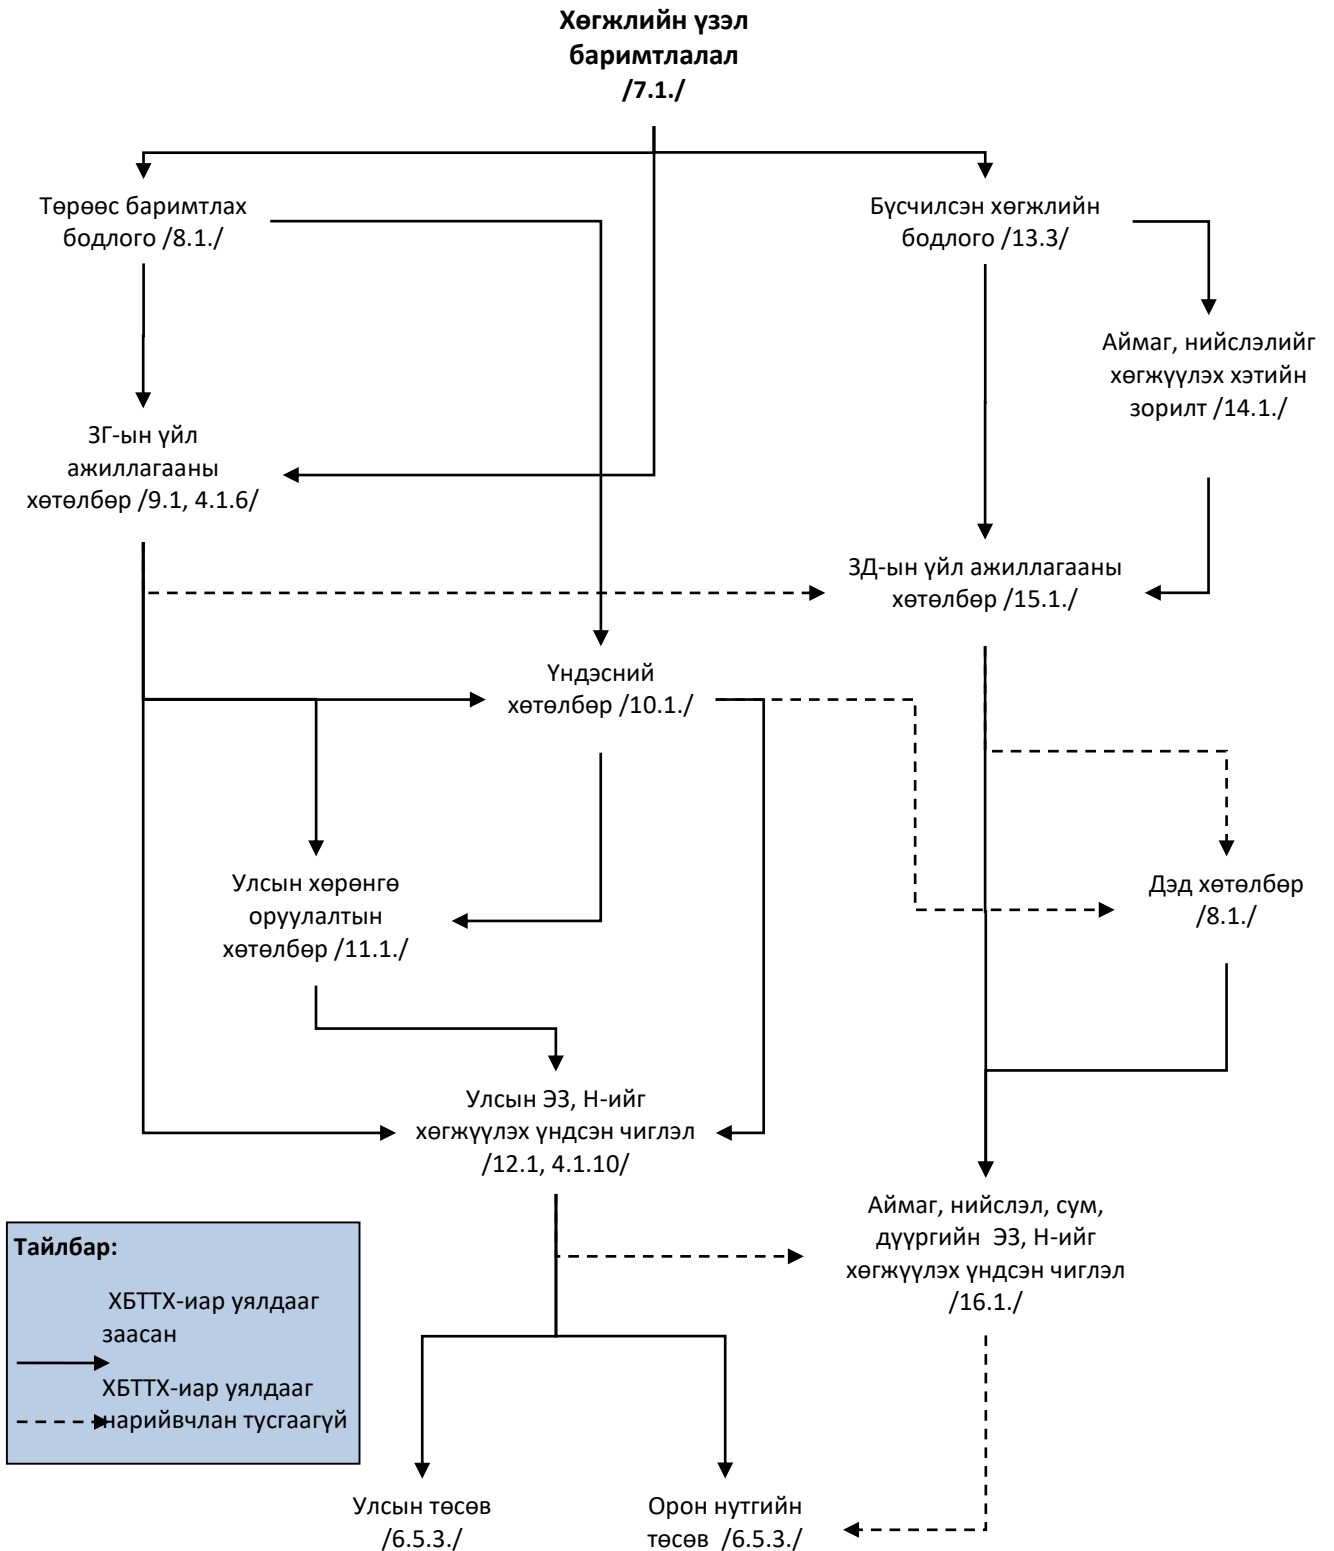 Хөгжлийн үзэл
баримтлалал
/7.1./
Төрөөс баримтлах
бодлого /8.1./
Бүсчилсэн хөгжлийн
бодлого /13.3/
Аймаг, нийслэлийг
хөгжүүлэх хэтийн
зорилт /14.1./
ЗГ-ын үйл
ажиллагааны
хөтөлбөр /9.1, 4.1.6/
ЗД-ын үйл ажиллагааны
хөтөлбөр /15.1./
Үндэсний
хөтөлбөр /10.1./
Улсын хөрөнгө
оруулалтын
хөтөлбөр /11.1./
Дэд хөтөлбөр
/8.1./
Улсын ЭЗ, Н-ийг
хөгжүүлэх үндсэн чиглэл
/12.1, 4.1.10/
Аймаг, нийслэл, сум,
дүүргийн ЭЗ, Н-ийг
хөгжүүлэх үндсэн чиглэл
/16.1./
Тайлбар:
ХБТТХ-иар уялдааг
заасан
ХБТТХ-иар уялдааг
нарийвчлан тусгаагүй
Улсын төсөв
/6.5.3./
Орон нутгийн
төсөв /6.5.3./